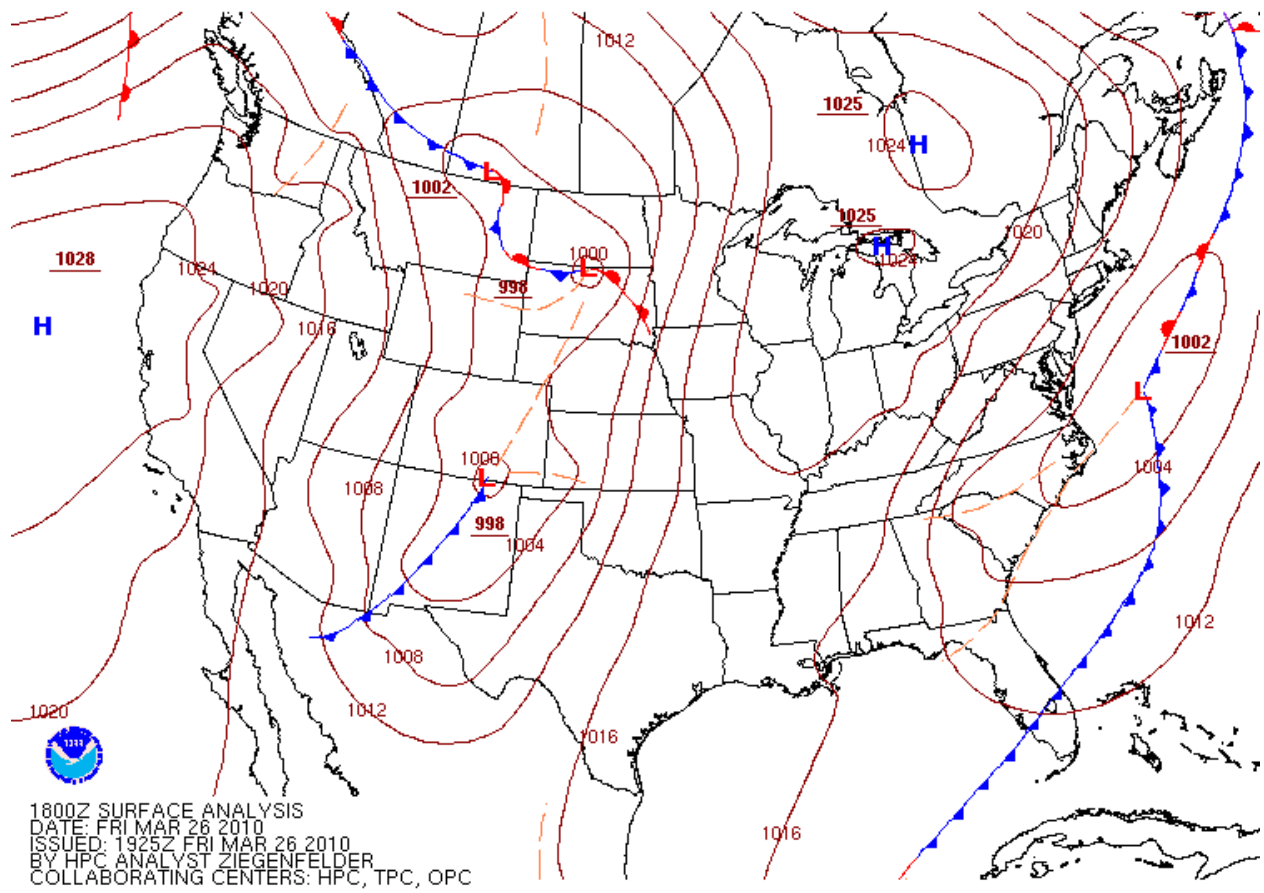 1012
1025
1024 H
L
1002
1025
H
1024
1020
1028
1024
1020
1000
L
998
H
1016
1002
L
1006
L
1008
998
1004
1004
1008
1012
1012
1020
1016
1016
1800Z SURFACE ANALYSIS
DATE: FRI MAR 26 2010
ISSUED: 1925Z FRI MAR 26 2010
BY HPC ANALYST ZIEGENFELDER
COLLABORATING CENTERS: HPC, TPC, OPC